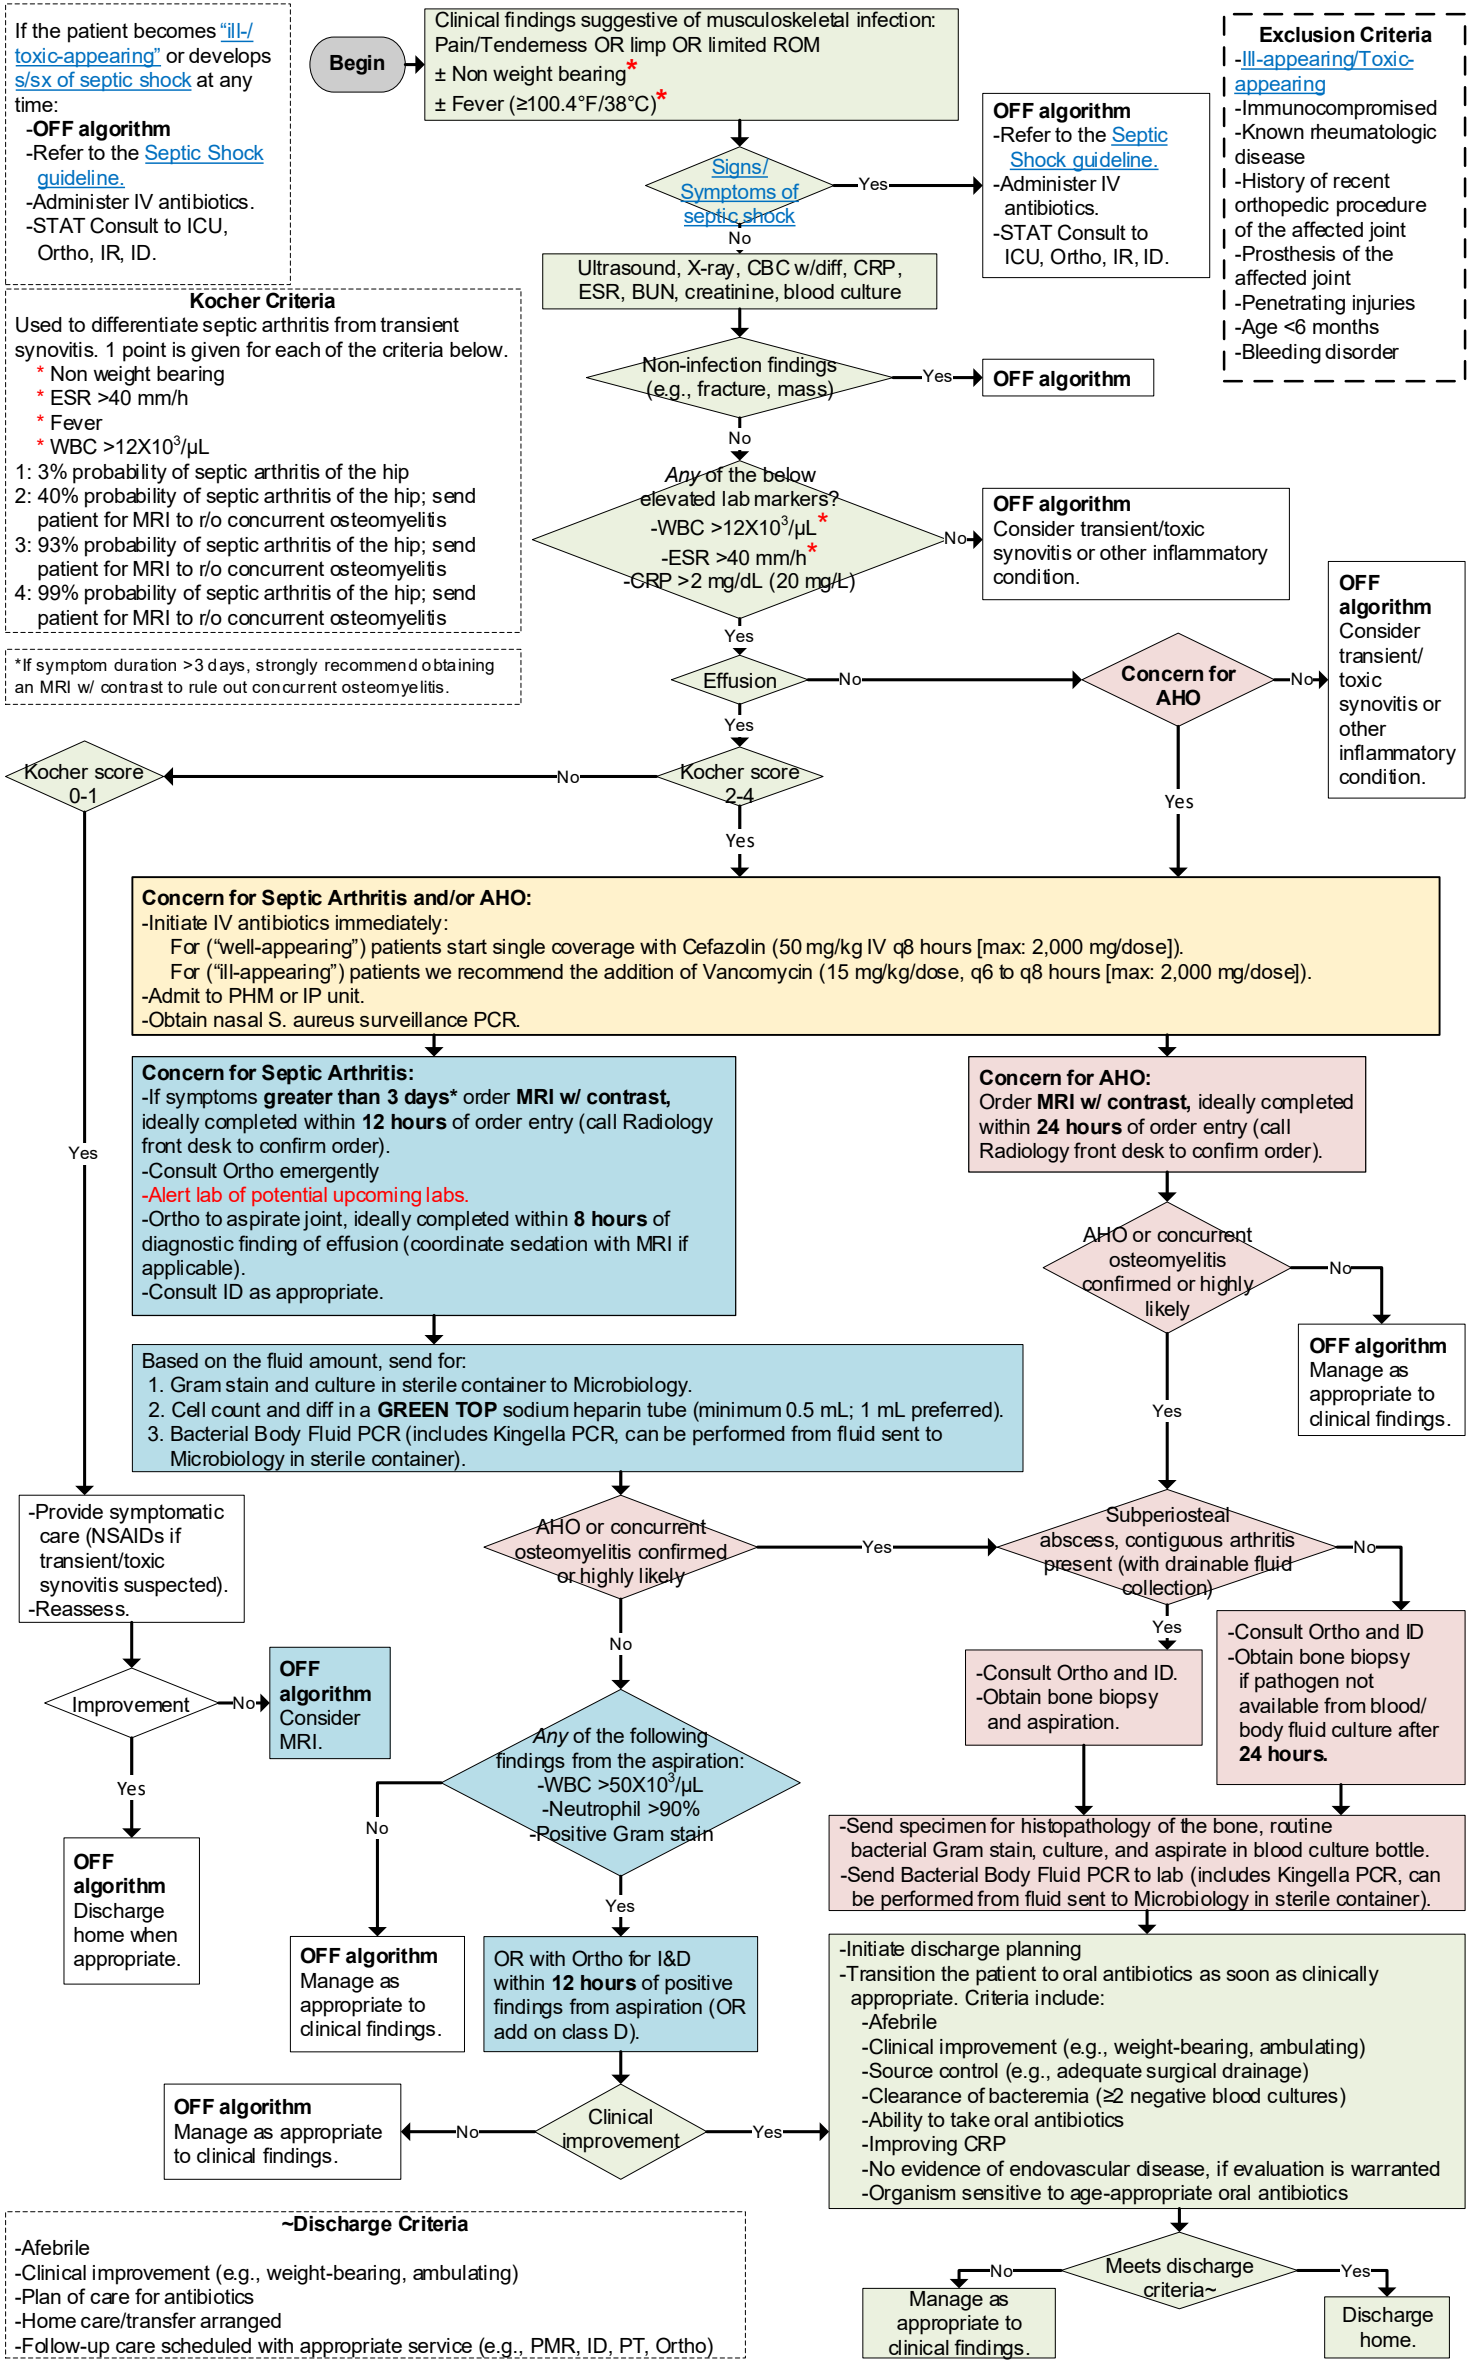 If the patient becomes “ill-/
toxic-appearing” or develops
s/sx of septic shock at any
time:
-OFF algorithm
-Refer to the Septic Shock
guideline.
-Administer IV antibiotics.
-STAT Consult to ICU,
Ortho, IR, ID.
Begin
Clinical findings suggestive of musculoskeletal infection:
Pain/Tenderness OR limp OR limited ROM
± Non weight bearing*
± Fever (≥100.4°F/38°C)*
Exclusion Criteria
-Ill-appearing/Toxic-
appearing
-Immunocompromised
-Known rheumatologic
disease
-History of recent
orthopedic procedure
of the affected joint
-Prosthesis of the
affected joint
-Penetrating injuries
-Age <6 months
-Bleeding disorder
Signs/
Symptoms of
septic shock
Yes
OFF algorithm
-Refer to the Septic
Shock guideline.
-Administer IV
antibiotics.
-STAT Consult to
ICU, Ortho, IR, ID.
No
Ultrasound, X-ray, CBC w/diff, CRP,
ESR, BUN, creatinine, blood culture
Kocher Criteria
Used to differentiate septic arthritis from transient
synovitis. 1 point is given for each of the criteria below.
* Non weight bearing
* ESR >40 mm/h
* Fever
* WBC >12X10³/µL
1: 3% probability of septic arthritis of the hip
2: 40% probability of septic arthritis of the hip; send
patient for MRI to r/o concurrent osteomyelitis
3: 93% probability of septic arthritis of the hip; send
patient for MRI to r/o concurrent osteomyelitis
4: 99% probability of septic arthritis of the hip; send
patient for MRI to r/o concurrent osteomyelitis
Non-infection findings
(e.g., fracture, mass)
Yes
OFF algorithm
No
Any of the below
elevated lab markers?
-WBC >12X10³/µL*
-ESR >40 mm/h*
-CRP >2 mg/dL (20 mg/L)
No
OFF algorithm
Consider transient/toxic
synovitis or other inflammatory
condition.
Yes
*If symptom duration >3 days, strongly recommend obtaining
an MRI w/ contrast to rule out concurrent osteomyelitis.
Effusion
No
Concern for
AHO
No
OFF
algorithm
Consider
transient/
toxic
synovitis or
other
inflammatory
condition.
Yes
Kocher score
0-1
No
Kocher score
2-4
Yes
Yes
Concern for Septic Arthritis and/or AHO:
-Initiate IV antibiotics immediately:
For (“well-appearing”) patients start single coverage with Cefazolin (50 mg/kg IV q8 hours [max: 2,000 mg/dose]).
For (“ill-appearing”) patients we recommend the addition of Vancomycin (15 mg/kg/dose, q6 to q8 hours [max: 2,000 mg/dose]).
-Admit to PHM or IP unit.
-Obtain nasal S. aureus surveillance PCR.
Yes
Concern for Septic Arthritis:
-If symptoms greater than 3 days* order MRI w/ contrast,
ideally completed within 12 hours of order entry (call Radiology
front desk to confirm order).
-Consult Ortho emergently
-Alert lab of potential upcoming labs.
-Ortho to aspirate joint, ideally completed within 8 hours of
diagnostic finding of effusion (coordinate sedation with MRI if
applicable).
-Consult ID as appropriate.
Concern for AHO:
Order MRI w/ contrast, ideally completed
within 24 hours of order entry (call
Radiology front desk to confirm order).
AHO or concurrent
osteomyelitis
confirmed or highly
likely
No
OFF algorithm
Manage as
appropriate to
clinical findings.
Yes
Based on the fluid amount, send for:
1. Gram stain and culture in sterile container to Microbiology.
2. Cell count and diff in a GREEN TOP sodium heparin tube (minimum 0.5 mL; 1 mL preferred).
3. Bacterial Body Fluid PCR (includes Kingella PCR, can be performed from fluid sent to
Microbiology in sterile container).
-Provide symptomatic
care (NSAIDs if
transient/toxic
synovitis suspected).
-Reassess.
AHO or concurrent
osteomyelitis confirmed
or highly likely
Yes
Subperiosteal
abscess, contiguous arthritis
present (with drainable fluid
collection)
No
Yes
No
-Consult Ortho and ID.
-Obtain bone biopsy
and aspiration.
-Consult Ortho and ID
-Obtain bone biopsy
if pathogen not
available from blood/
body fluid culture after
24 hours.
Improvement
No
OFF
algorithm
Consider
MRI.
Yes
OFF
algorithm
Discharge
home when
appropriate.
Any of the following
findings from the aspiration:
-WBC >50X10³/µL
-Neutrophil >90%
-Positive Gram stain
No
Yes
-Send specimen for histopathology of the bone, routine
bacterial Gram stain, culture, and aspirate in blood culture bottle.
-Send Bacterial Body Fluid PCR to lab (includes Kingella PCR, can
be performed from fluid sent to Microbiology in sterile container).
OFF algorithm
Manage as
appropriate to
clinical findings.
OR with Ortho for I&D
within 12 hours of positive
findings from aspiration (OR
add on class D).
-Initiate discharge planning
-Transition the patient to oral antibiotics as soon as clinically
appropriate. Criteria include:
-Afebrile
-Clinical improvement (e.g., weight-bearing, ambulating)
-Source control (e.g., adequate surgical drainage)
-Clearance of bacteremia (≥2 negative blood cultures)
-Ability to take oral antibiotics
-Improving CRP
-No evidence of endovascular disease, if evaluation is warranted
-Organism sensitive to age-appropriate oral antibiotics
OFF algorithm
Manage as appropriate
to clinical findings.
No
Clinical
improvement
Yes
~Discharge Criteria
-Afebrile
-Clinical improvement (e.g., weight-bearing, ambulating)
-Plan of care for antibiotics
-Home care/transfer arranged
-Follow-up care scheduled with appropriate service (e.g., PMR, ID, PT, Ortho)
No
Meets discharge
criteria~
Yes
Manage as
appropriate to
clinical findings.
Discharge
home.